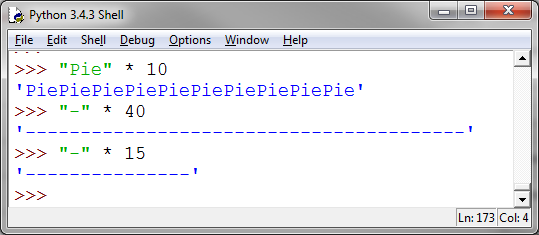 Python 3.4.3 Shell
File Edit Shell Debug Options Window Help
>>> "Pie" * 10
'PiePiePiePiePiePiePiePiePiePie'
>>> "-" * 40
'----------------------------------------'
>>> "-" * 15
'---------------'
>>>
Ln: 173 Col: 4